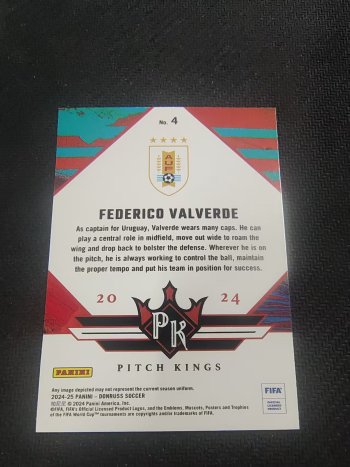 No. 4
AUF
FEDERICO VALVERDE
As captain for Uruguay, Valverde wears many caps. He can
play a central role in midfield, move out wide to roam the
wing and drop back to bolster the defense. Wherever he is on
the pitch, he is always working to control the ball, maintain
the proper tempo and put his team in position for success.
20 24
PK
PITCH KINGS
PANINI
Any image depicted may not represent the current season uniform.
2024-25 PANINI - DONRUSS SOCCER
© 2024 Panini America, Inc.
©FIFA, FIFA's Official Licensed Product Logos, and the Emblems, Mascots, Posters and Trophies
of the FIFA World Cup™ tournaments are copyrights and/or trademarks of FIFA.
FIFA®
OFFICIAL
LICENSED
PRODUCT